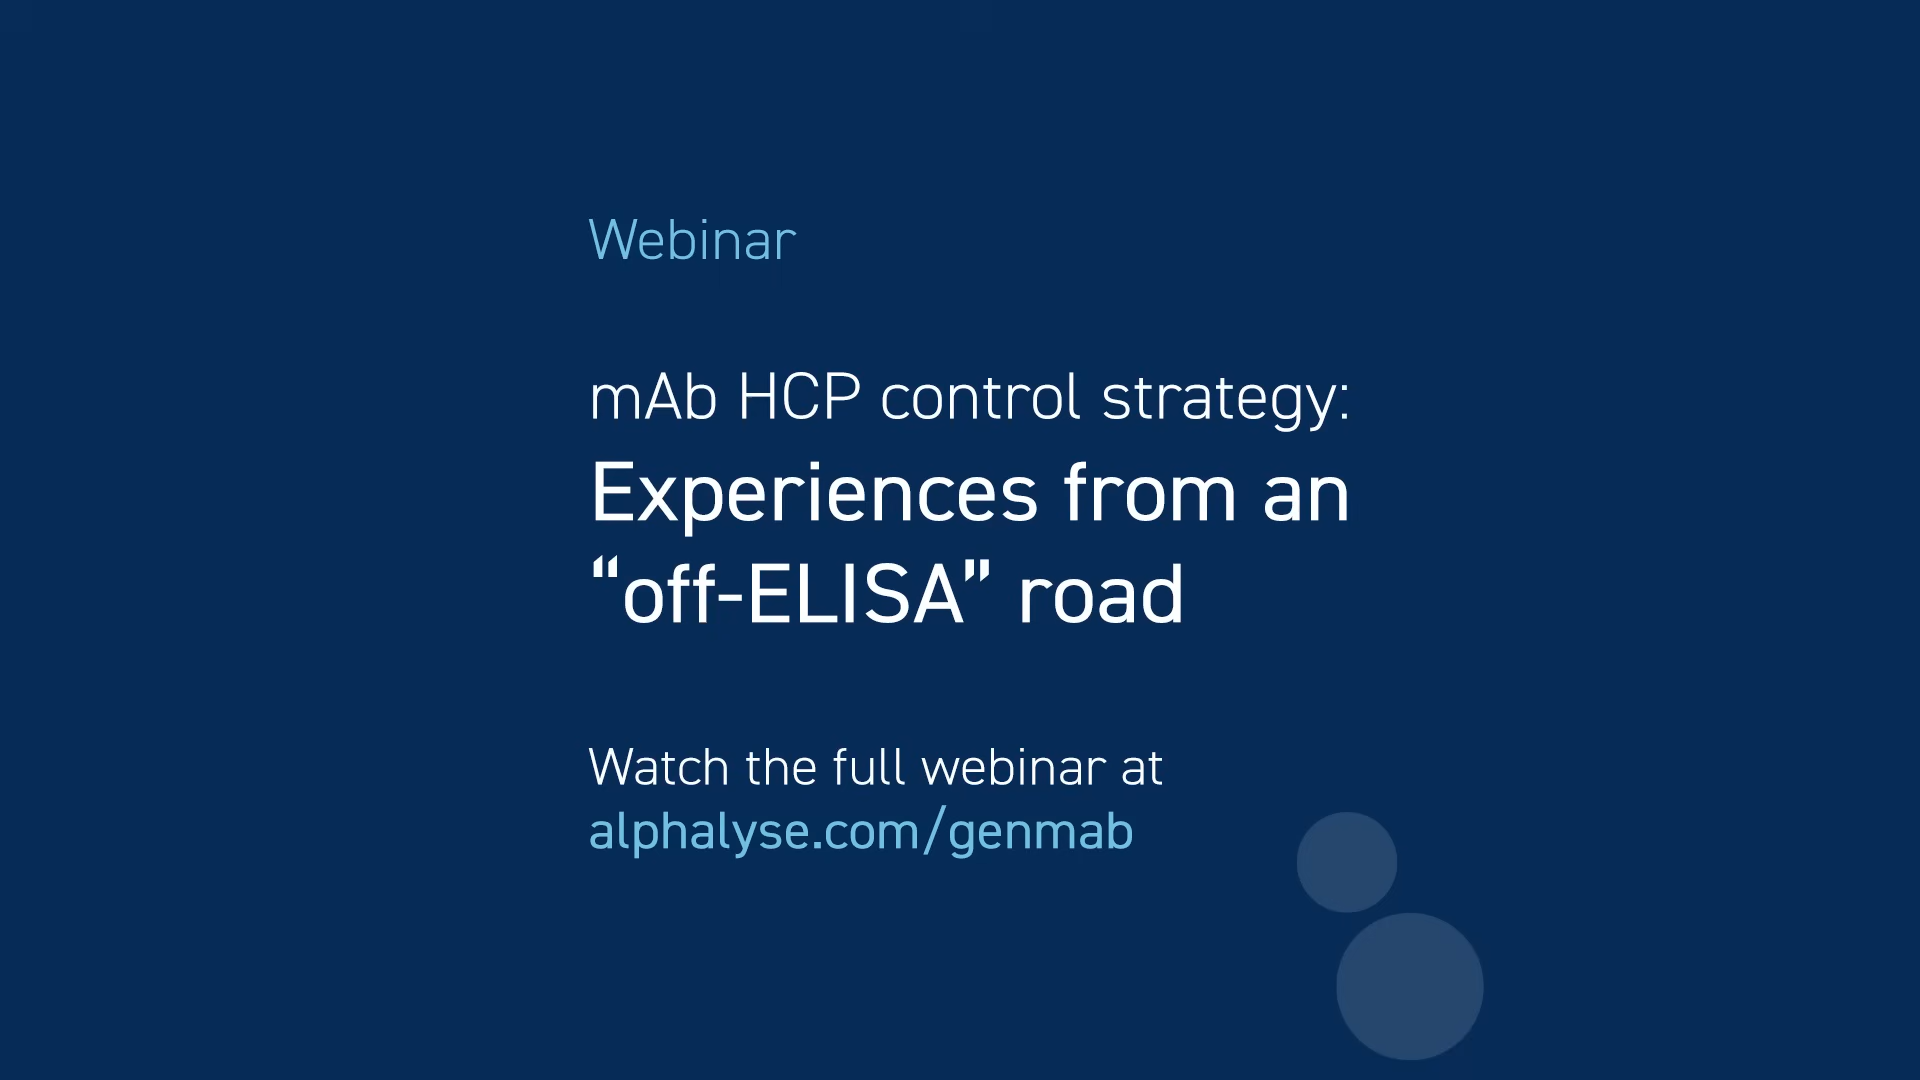 Webinar
mAb HCP control strategy:
Experiences from an
“off-ELISA” road
Watch the full webinar at
alphalyse.com/genmab